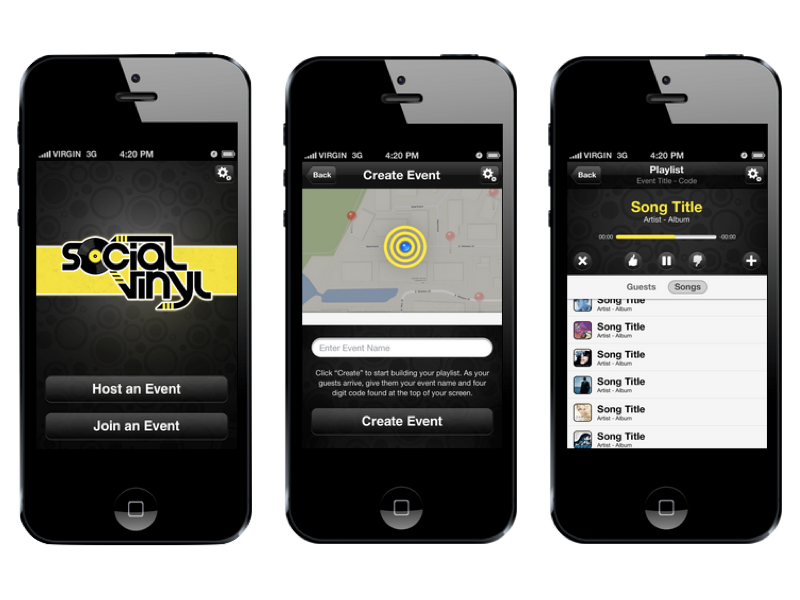 VIRGIN 3G
4:20 PM
social
vinyl
Host an Event
Join an Event
VIRGIN 3G
4:20 PM
Back
Create Event
Enter Event Name
Click "Create" to start building your playlist. As your
guests arrive, give them your event name and four
digit code found at the top of your screen.
Create Event
VIRGIN 3G
4:20 PM
Back
Playlist
Event Title - Code
Song Title
Artist - Album
00:00
-00:00
Guests
Songs
Song Title
Artist - Album
Song Title
Artist - Album
Song Title
Artist - Album
Song Title
Artist - Album
Song Title
Artist - Album
Song Title
Artist - Album